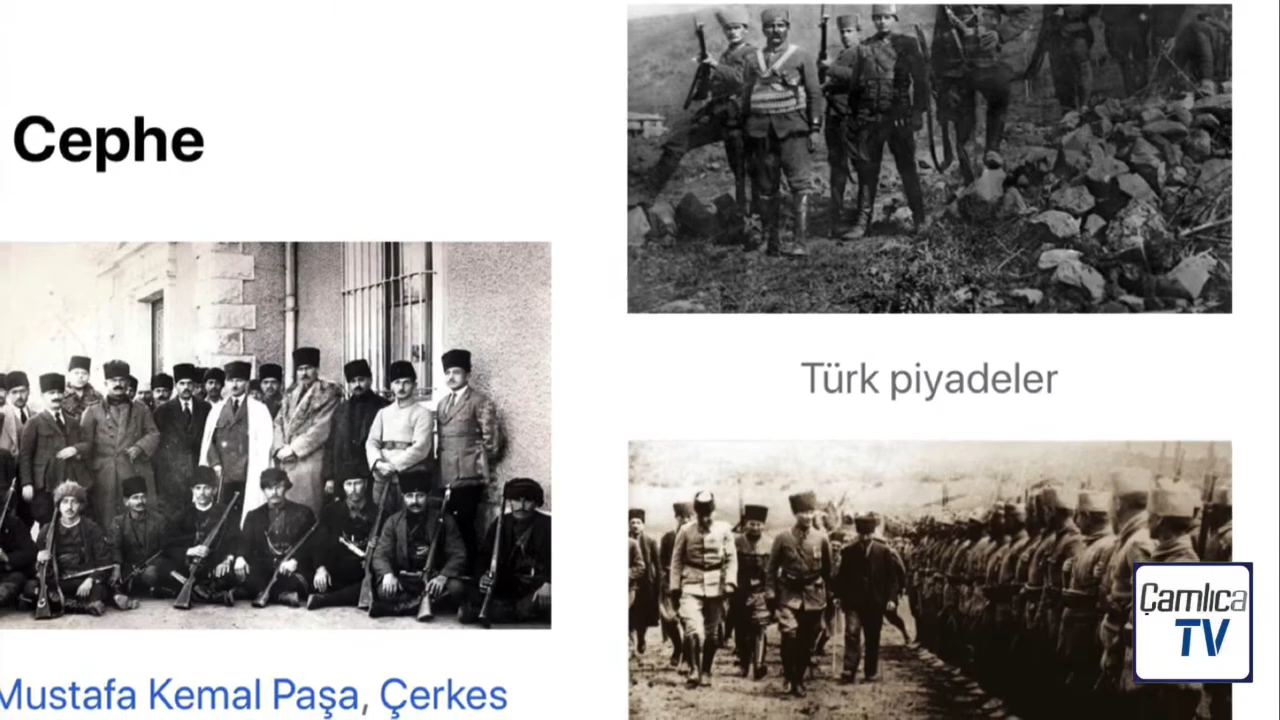 Cephe
Mustafa Kemal Paşa, Çerkes
Türk piyadeler
Çamlıca
TV